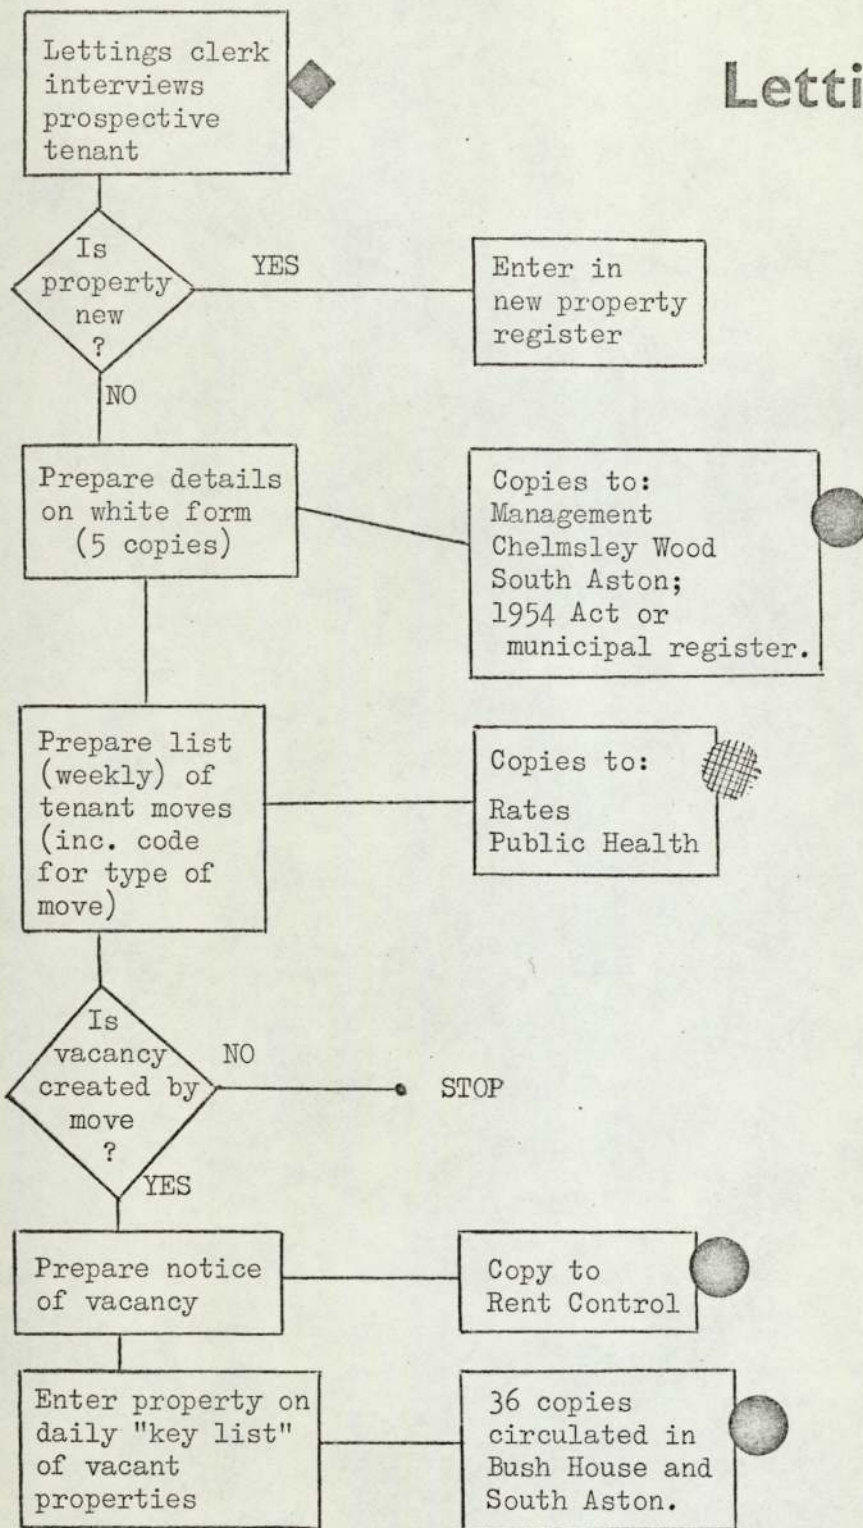 Lettings clerk
interviews
prospective
tenant
Is
property
new
?
YES
Enter in
new property
register
NO
Prepare details
on white form
(5 copies)
Copies to:
Management
Chelmsley Wood
South Aston;
1954 Act or
municipal register.
Prepare list
(weekly) of
tenant moves
(inc. code
for type of
move)
Copies to:
Rates
Public Health
Is
vacancy
created by
move
?
NO
STOP
YES
Prepare notice
of vacancy
Copy to
Rent Control
Enter property on
daily "key list"
of vacant
properties
36 copies
circulated in
Bush House and
South Aston.